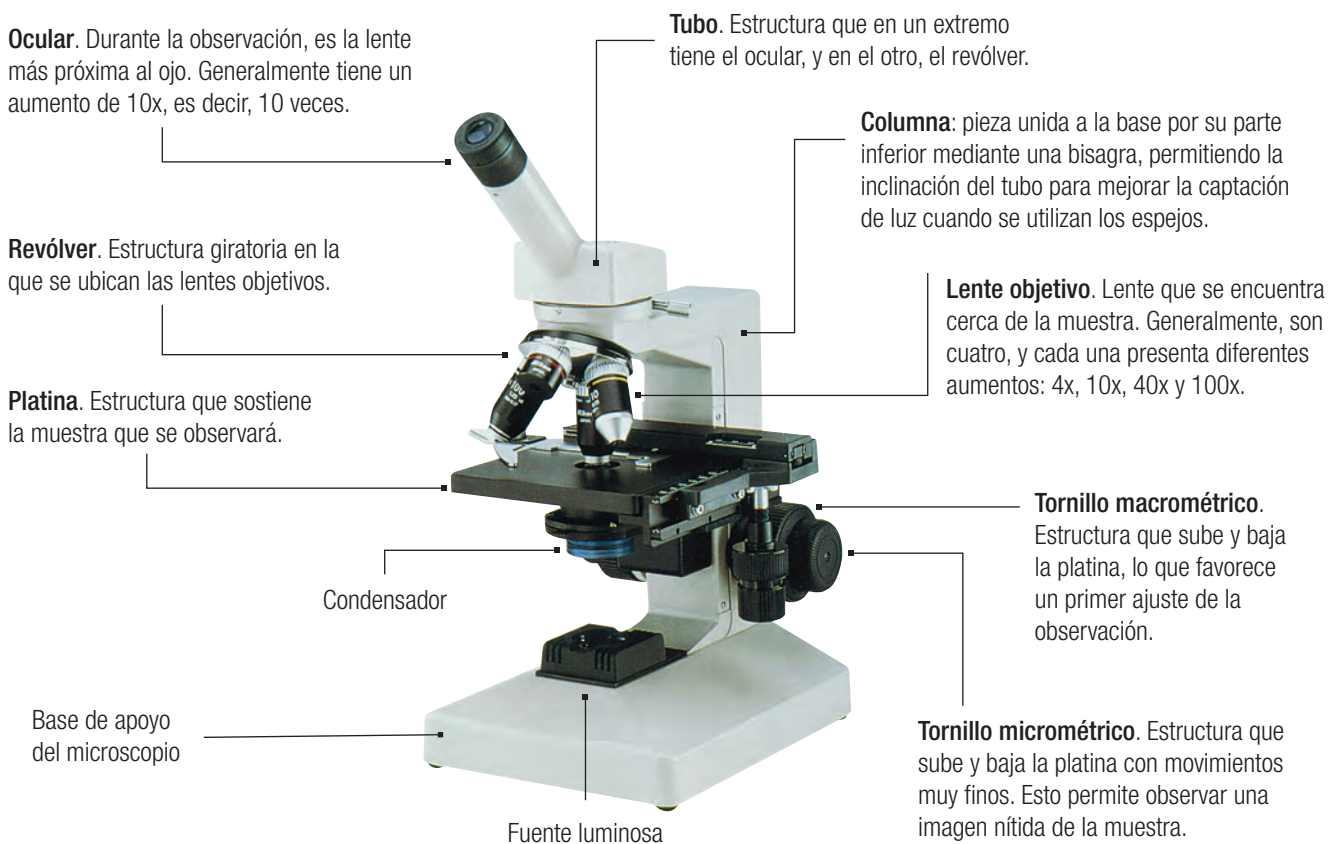 Ocular. Durante la observación, es la lente
más próxima al ojo. Generalmente tiene un
aumento de 10x, es decir, 10 veces.
Tubo. Estructura que en un extremo
tiene el ocular, y en el otro, el revólver.
Columna: pieza unida a la base por su parte
inferior mediante una bisagra, permitiendo la
inclinación del tubo para mejorar la captación
de luz cuando se utilizan los espejos.
Revólver. Estructura giratoria en la
que se ubican las lentes objetivos.
Lente objetivo. Lente que se encuentra
cerca de la muestra. Generalmente, son
cuatro, y cada una presenta diferentes
aumentos: 4x, 10x, 40x y 100x.
Platina. Estructura que sostiene
la muestra que se observará.
Tornillo macrométrico.
Estructura que sube y baja
la platina, lo que favorece
un primer ajuste de la
observación.
Condensador
Base de apoyo
del microscopio
Tornillo micrométrico. Estructura que
sube y baja la platina con movimientos
muy finos. Esto permite observar una
imagen nítida de la muestra.
Fuente luminosa